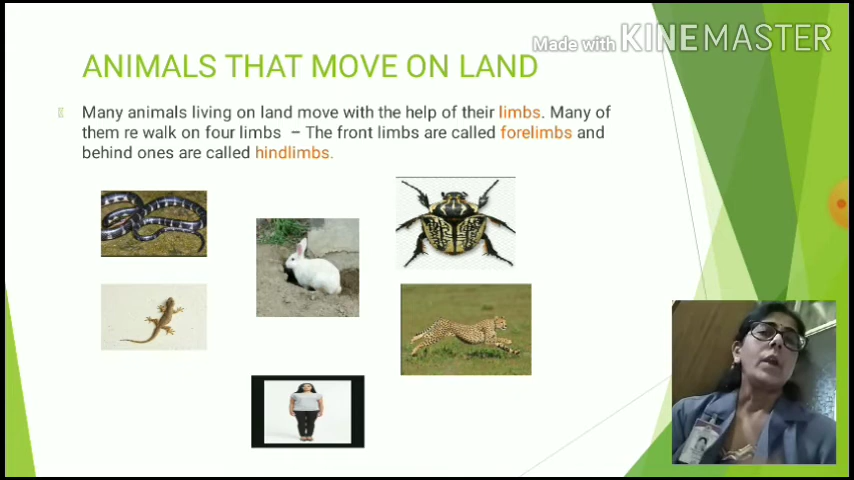 Made with KINEMASTER
ANIMALS THAT MOVE ON LAND
Many animals living on land move with the help of their limbs. Many of
them re walk on four limbs – The front limbs are called forelimbs and
behind ones are called hindlimbs.